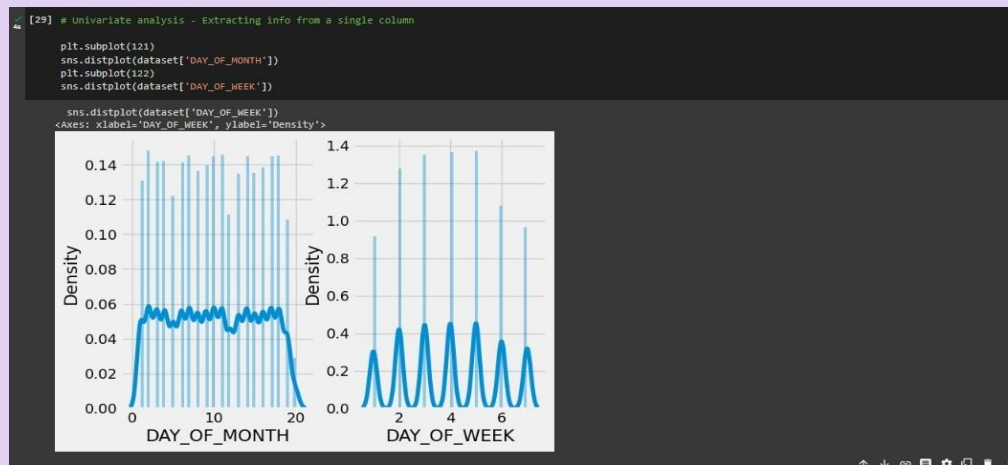 [29] # Univariate analysis - Extracting info from a single column
plt.subplot(121)
sns.distplot(dataset['DAY_OF_MONTH'])
plt.subplot(122)
sns.distplot(dataset['DAY_OF_WEEK'])
sns.distplot(dataset['DAY_OF_WEEK'])
<Axes: xlabel='DAY_OF_WEEK', ylabel='Density'>
0.14
0.12
0.10
0.08
0.06
0.04
0.02
0.00
Density
0 10 20
DAY_OF_MONTH
1.4
1.2
1.0
0.8
0.6
0.4
0.2
0.0
Density
2 4 6
DAY_OF_WEEK